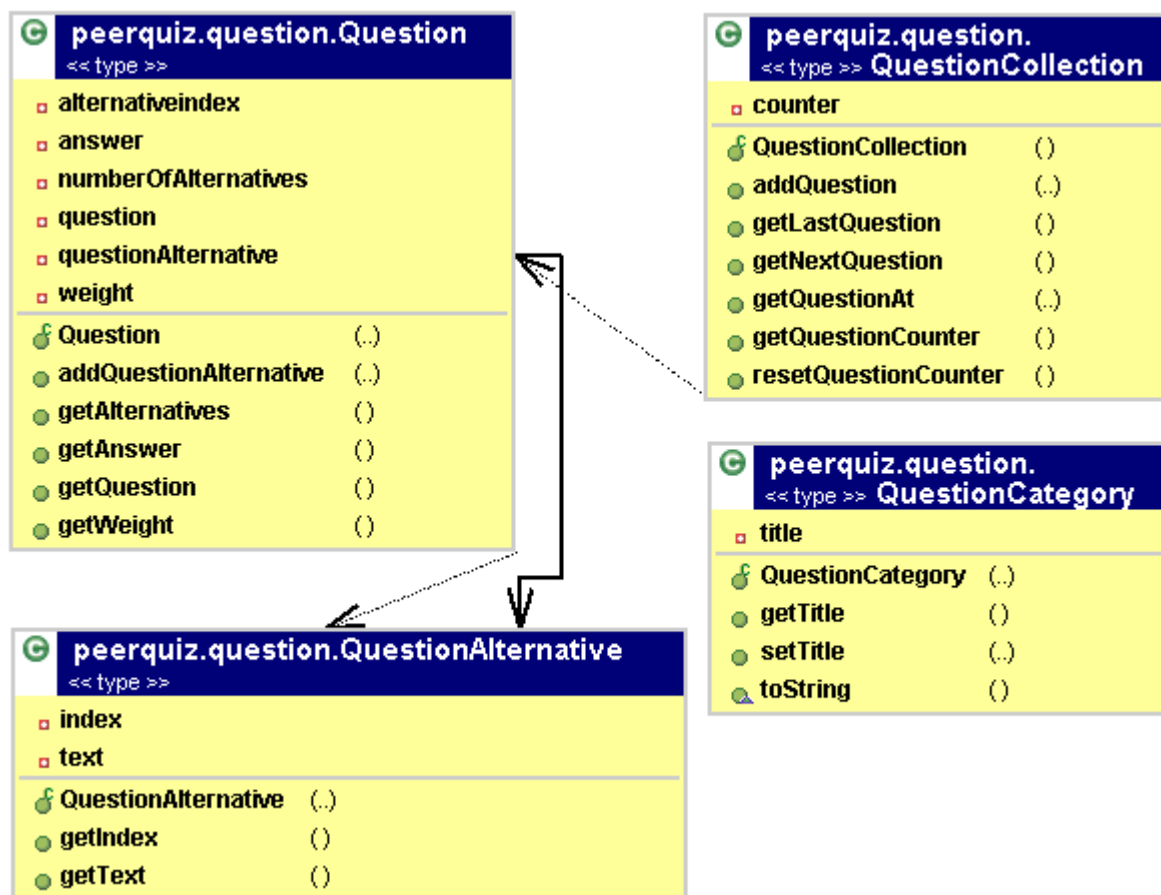 peerquiz.question.Question
<< type >>
alternativeindex
answer
numberOfAlternatives
question
questionAlternative
weight
Question (..)
addQuestionAlternative (..)
getAlternatives ()
getAnswer ()
getQuestion ()
getWeight ()
peerquiz.question.
<< type >> QuestionCollection
counter
QuestionCollection ()
addQuestion (..)
getLastQuestion ()
getNextQuestion ()
getQuestionAt (..)
getQuestionCounter ()
resetQuestionCounter ()
peerquiz.question.
<< type >> QuestionCategory
title
QuestionCategory (..)
getTitle ()
setTitle (..)
toString ()
peerquiz.question.QuestionAlternative
<< type >>
index
text
QuestionAlternative (..)
getIndex ()
getText ()